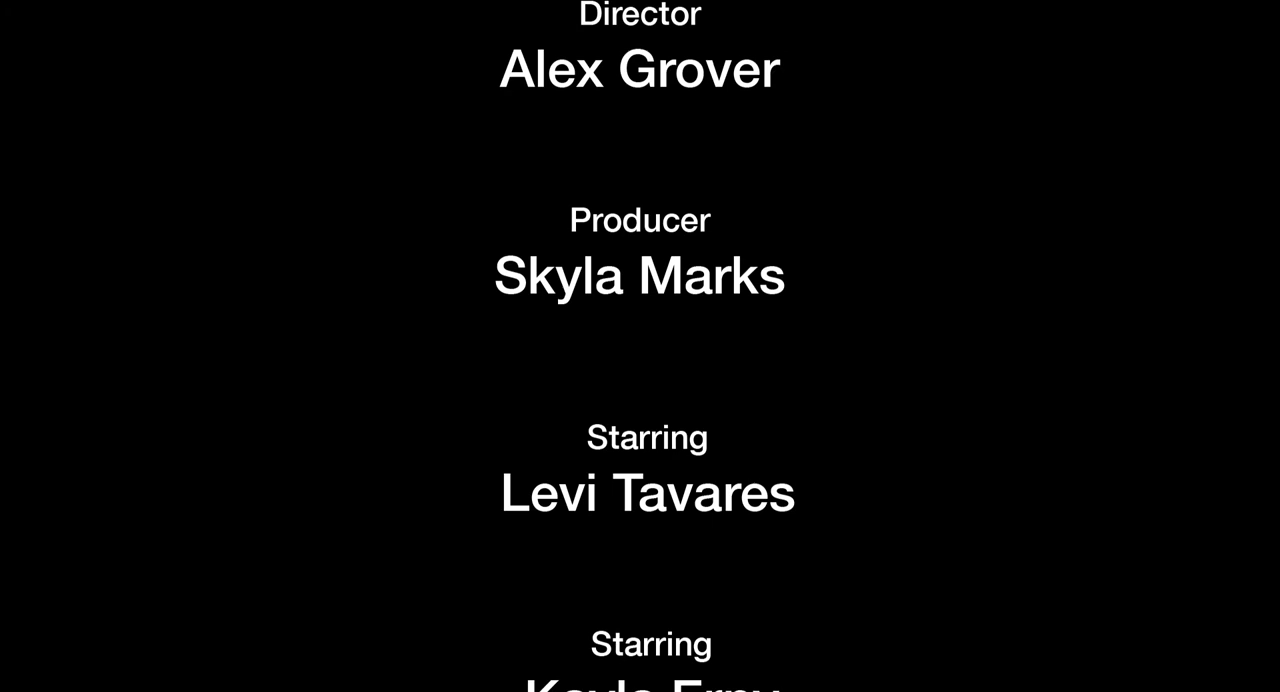 Director
Alex Grover
Producer
Skyla Marks
Starring
Levi Tavares
Starring